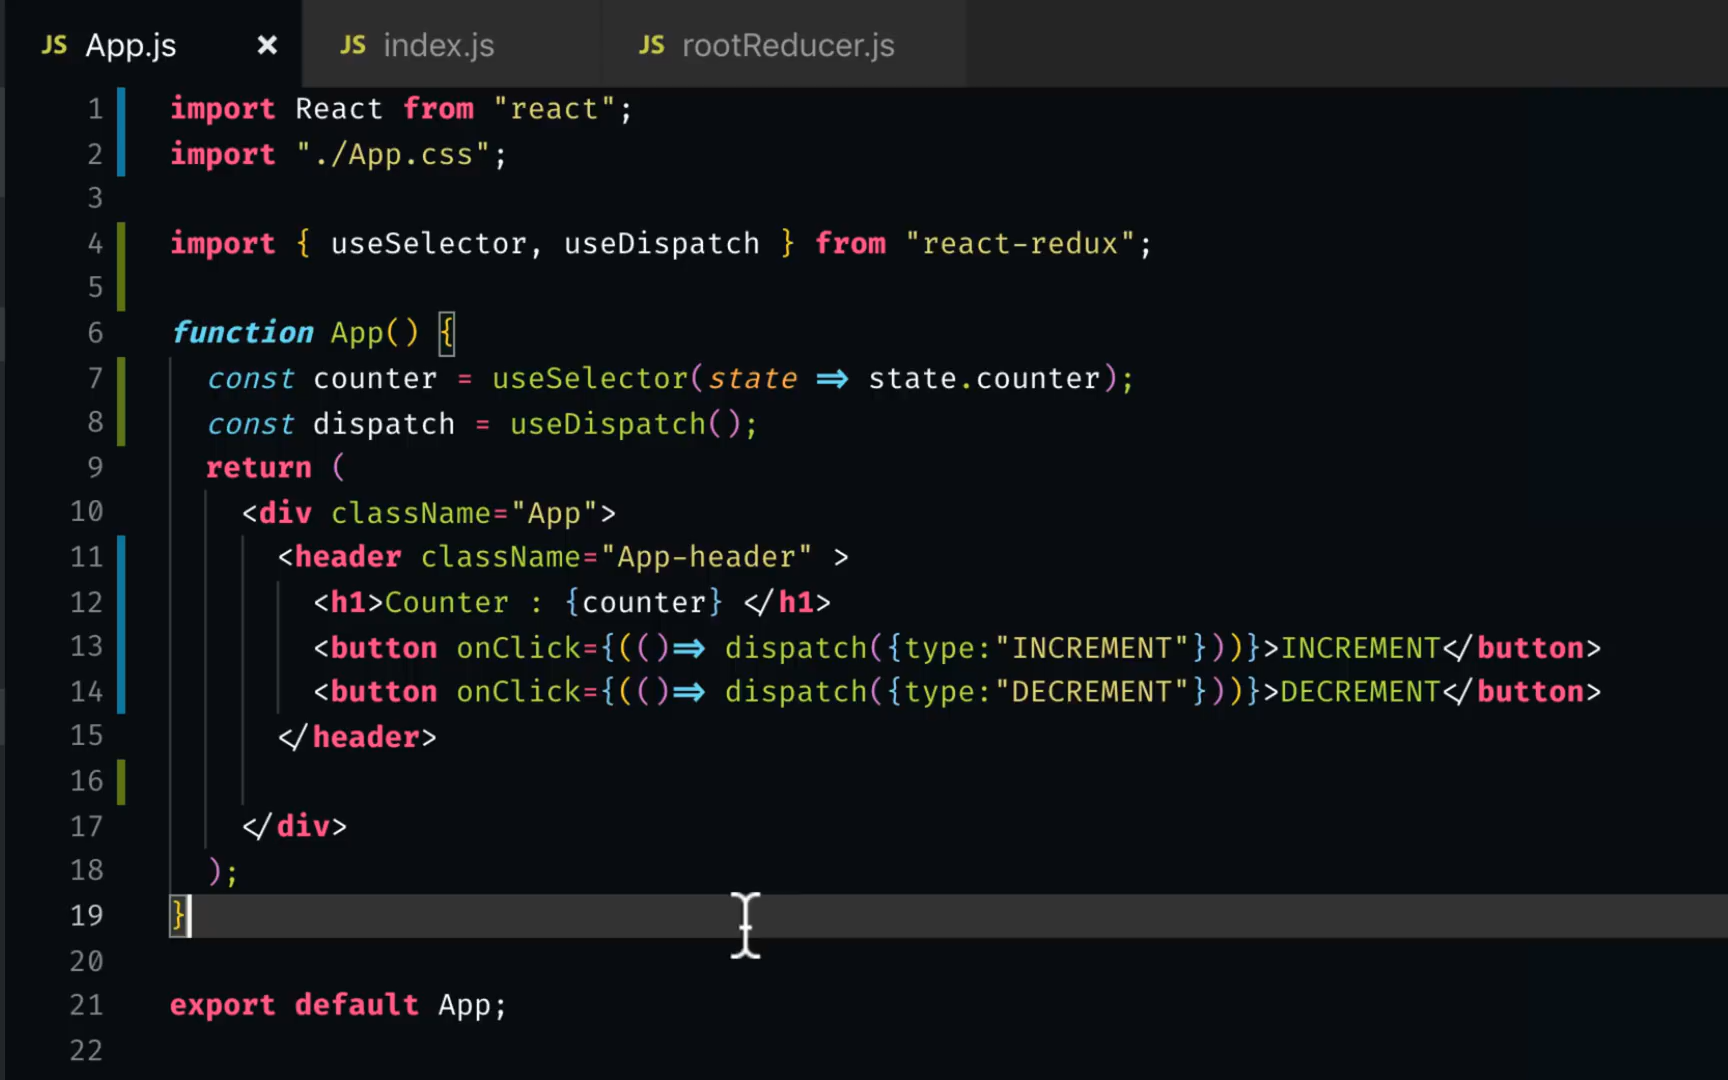 JS App.js × JS index.js JS rootReducer.js
1 import React from "react";
2 import "./App.css";
3
4 import { useSelector, useDispatch } from "react-redux";
5
6 function App() {
7 const counter = useSelector(state => state.counter);
8 const dispatch = useDispatch();
9 return (
10 <div className="App">
11 <header className="App-header" >
12 <h1>Counter : {counter} </h1>
13 <button onClick={(()=> dispatch({type:"INCREMENT"}))}>INCREMENT</button>
14 <button onClick={(()=> dispatch({type:"DECREMENT"}))}>DECREMENT</button>
15 </header>
16
17 </div>
18 );
19 }
20
21 export default App;
22